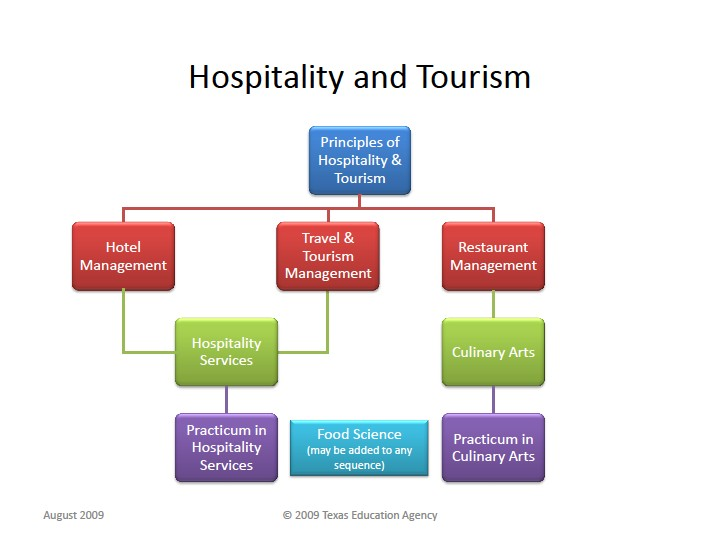 Hospitality and Tourism
Principles of
Hospitality &
Tourism
Hotel
Management
Travel &
Tourism
Management
Restaurant
Management
Hospitality
Services
Culinary Arts
Practicum in
Hospitality
Services
Food Science
(may be added to any
sequence)
Practicum in
Culinary Arts
August 2009
© 2009 Texas Education Agency